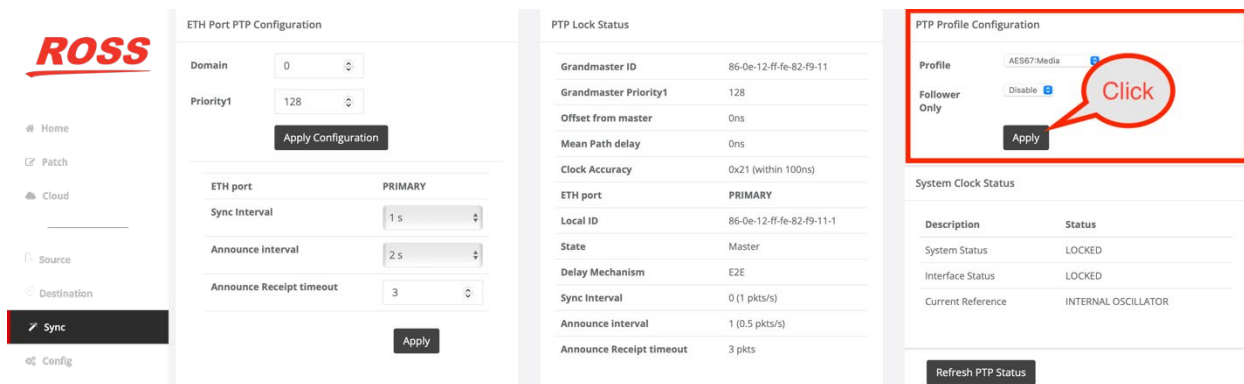 ROSS
Home
Patch
Cloud
Source
Destination
Sync
Config
ETH Port PTP Configuration
Domain 0
Priority1 128
Apply Configuration
ETH port PRIMARY
Sync Interval 1 s
Announce interval 2 s
Announce Receipt timeout 3
Apply
PTP Lock Status
Grandmaster ID 86-0e-12-ff-fe-82-f9-11
Grandmaster Priority1 128
Offset from master 0ns
Mean Path delay 0ns
Clock Accuracy 0x21 (within 100ns)
ETH port PRIMARY
Local ID 86-0e-12-ff-fe-82-f9-11-1
State Master
Delay Mechanism E2E
Sync Interval 0 (1 pkts/s)
Announce interval 1 (0.5 pkts/s)
Announce Receipt timeout 3 pkts
PTP Profile Configuration
Profile AES67:Media
Follower Disable
Only
Click
Apply
System Clock Status
Description Status
System Status LOCKED
Interface Status LOCKED
Current Reference INTERNAL OSCILLATOR
Refresh PTP Status